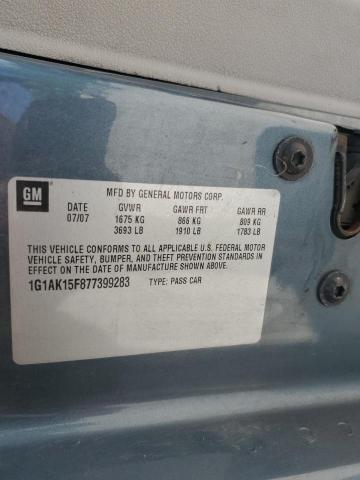 GM
MFD BY GENERAL MOTORS CORP.
DATE GVWR GAWR FRT GAWR RR
07/07 1675 KG 866 KG 809 KG
3693 LB 1910 LB 1783 LB
THIS VEHICLE CONFORMS TO ALL APPLICABLE U.S. FEDERAL MOTOR
VEHICLE SAFETY, BUMPER, AND THEFT PREVENTION STANDARDS
IN EFFECT ON THE DATE OF MANUFACTURE SHOWN ABOVE.
1G1AK15F877399283 TYPE: PASS CAR